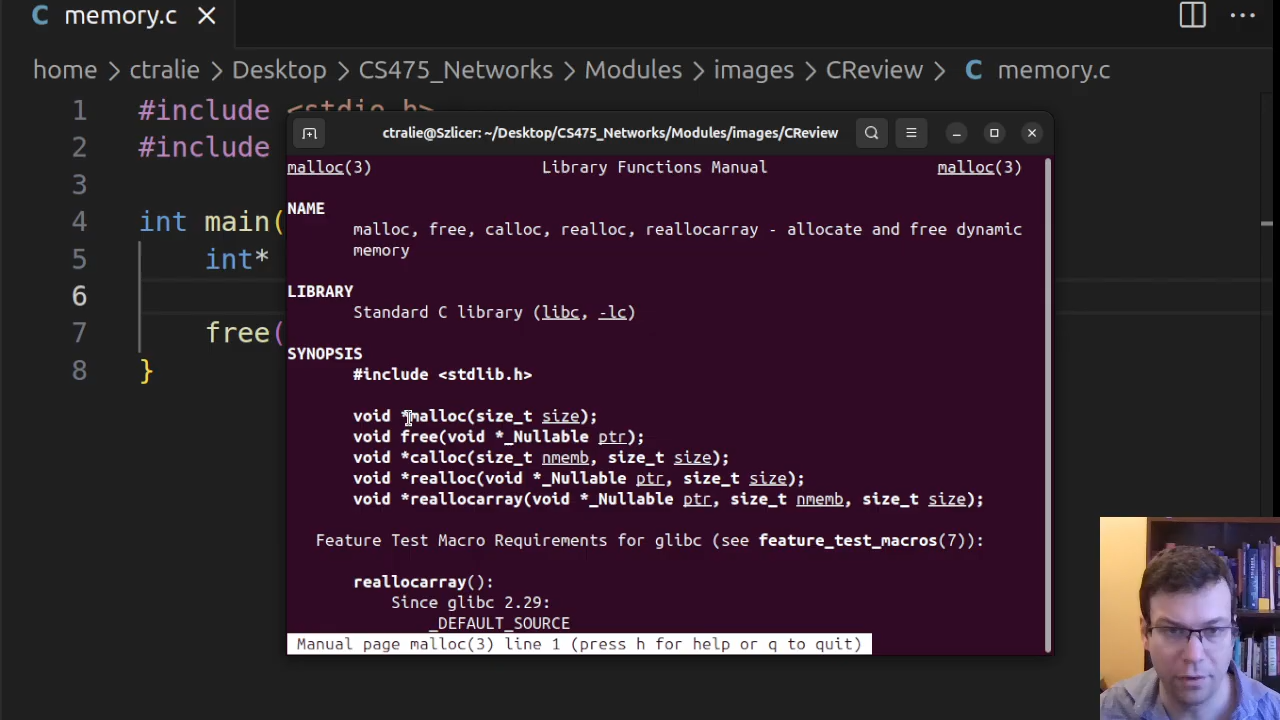 C memory.c
home > ctralie > Desktop > CS475_Networks > Modules > images > CReview > C memory.c
1 #include <stdio.h>
2 #include
3
4 int main(
5 int*
6
7 free(
8 }
ctralie@Szlicer: ~/Desktop/CS475_Networks/Modules/images/CReview
malloc(3) Library Functions Manual malloc(3)
NAME
malloc, free, calloc, realloc, reallocarray - allocate and free dynamic
memory
LIBRARY
Standard C library (libc, -lc)
SYNOPSIS
#include <stdlib.h>
void *malloc(size_t size);
void free(void *_Nullable ptr);
void *calloc(size_t nmemb, size_t size);
void *realloc(void *_Nullable ptr, size_t size);
void *reallocarray(void *_Nullable ptr, size_t nmemb, size_t size);
Feature Test Macro Requirements for glibc (see feature_test_macros(7)):
reallocarray():
Since glibc 2.29:
_DEFAULT_SOURCE
Manual page malloc(3) line 1 (press h for help or q to quit)